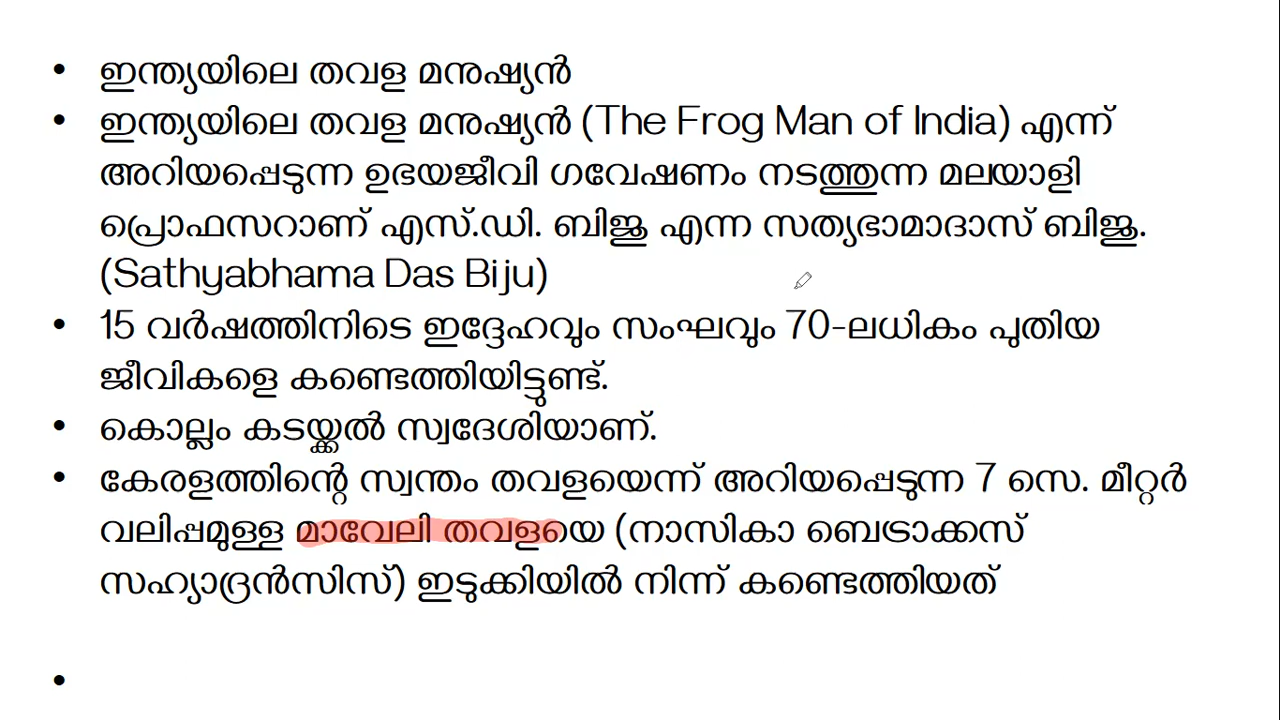 • ഇന്ത്യയിലെ തവള മനുഷ്യൻ
• ഇന്ത്യയിലെ തവള മനുഷ്യൻ (The Frog Man of India) എന്ന്
അറിയപ്പെടുന്ന ഉഭയജീവി ഗവേഷണം നടത്തുന്ന മലയാളി
പ്രൊഫസറാണ് എസ്.ഡി. ബിജു എന്ന സത്യഭാമാദാസ് ബിജു.
(Sathyabhama Das Biju)
• 15 വർഷത്തിനിടെ ഇദ്ദേഹവും സംഘവും 70-ലധികം പുതിയ
ജീവികളെ കണ്ടെത്തിയിട്ടുണ്ട്.
• കൊല്ലം കടയ്ക്കൽ സ്വദേശിയാണ്.
• കേരളത്തിന്റെ സ്വന്തം തവളയെന്ന് അറിയപ്പെടുന്ന 7 സെ. മീറ്റർ
വലിപ്പമുള്ള മാവേലി തവളയെ (നാസികാ ബെട്രാക്കസ്
സഹ്യാദ്രൻസിസ്) ഇടുക്കിയിൽ നിന്ന് കണ്ടെത്തിയത്
•